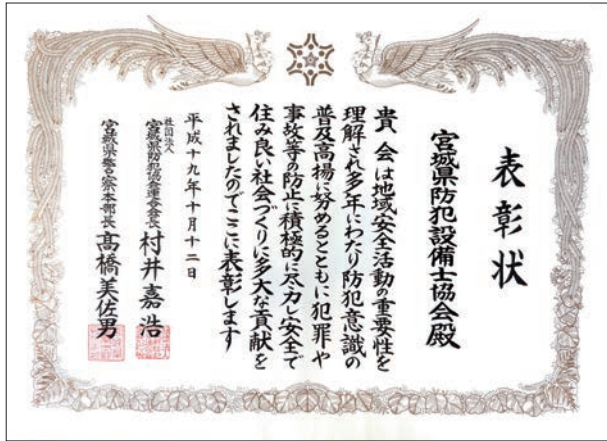 表彰状
宮城県防犯設備士協会殿
貴会は地域安全活動の重要性を
理解され多年にわたり防犯意識の
普及高揚に努めるとともに犯罪や
事故等の防止に積極的に尽力し安全で
住み良い社会づくりに多大な貢献を
されましたのでここに表彰します
平成十九年十月十二日
社団法人
宮城県防犯協会連合会長 村井嘉浩
宮城県警察本部長 髙橋美佐男